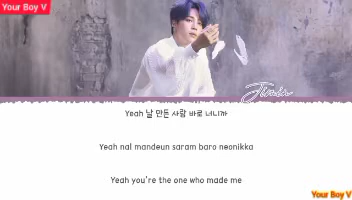 Your Boy V
Jimin
Yeah 날 만든 사람 바로 너니까
Yeah nal mandeun saram baro neonikka
Yeah you're the one who made me
Your Boy V